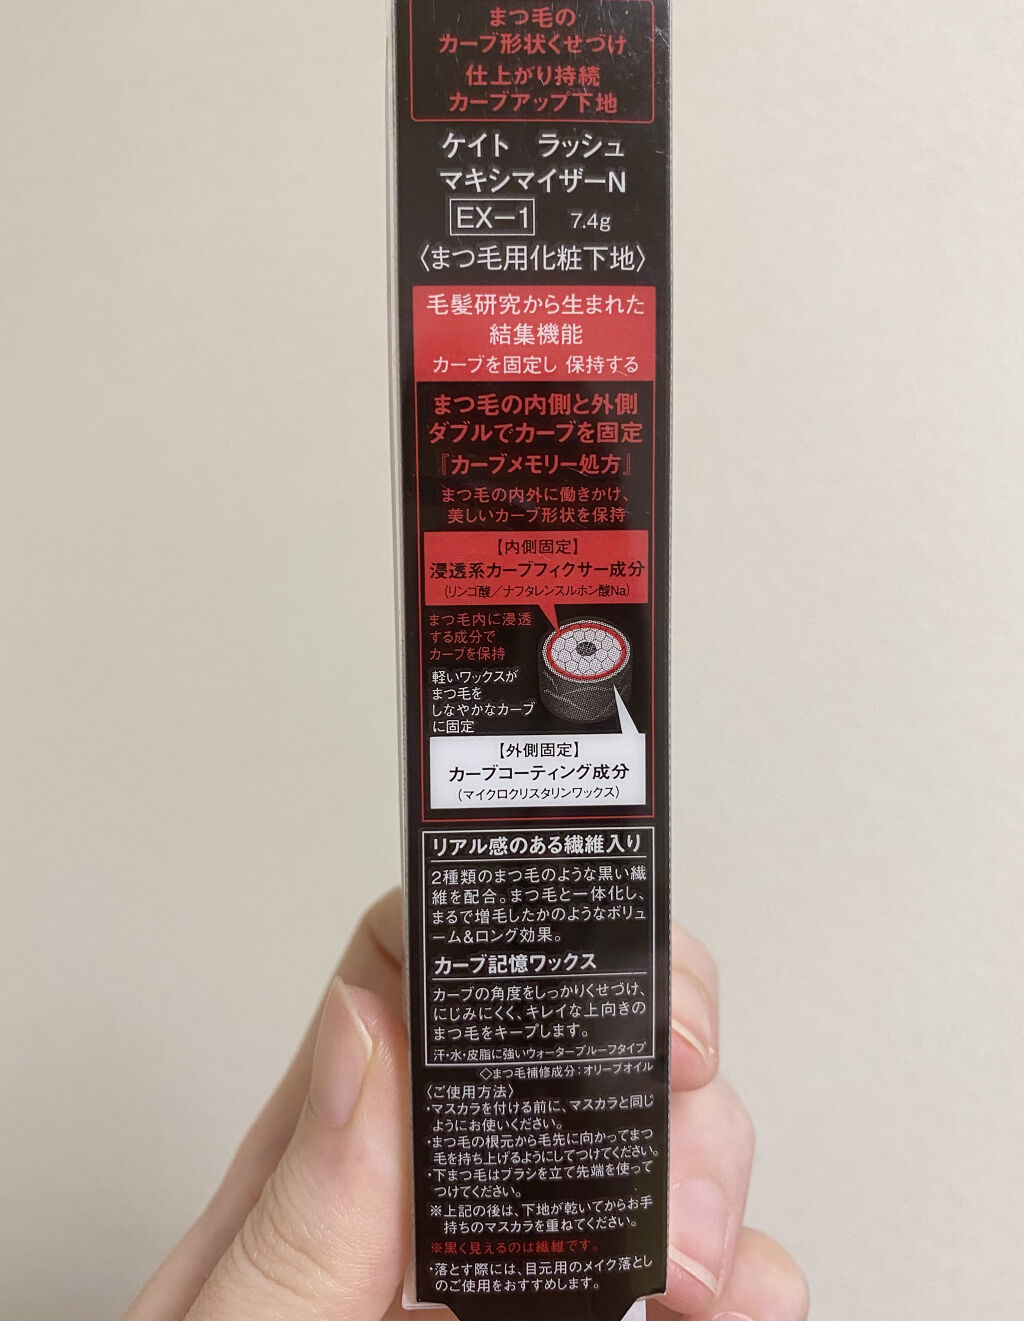 まつ毛の
カーブ形状くせづけ
仕上がり持続
カーブアップ下地
ケイト ラッシュ
マキシマイザーN
EX-1 7.4g
〈まつ毛用化粧下地〉
毛髪研究から生まれた
結集機能
カーブを固定し 保持する
まつ毛の内側と外側
ダブルでカーブを固定
『カーブメモリー処方』
まつ毛の内外に働きかけ、
美しいカーブ形状を保持
【内側固定】
浸透系カーブフィクサー成分
(リンゴ酸／ナフタレンスルホン酸Na)
まつ毛内に浸透
する成分で
カーブを保持
軽いワックスが
まつ毛を
しなやかなカーブ
に固定
【外側固定】
カーブコーティング成分
(マイクロクリスタリンワックス)
リアル感のある繊維入り
2種類のまつ毛のような黒い繊
維を配合。まつ毛と一体化し、
まるで増毛したかのようなボリュ
ーム&ロング効果。
カーブ記憶ワックス
カーブの角度をしっかりくせづけ、
にじみにくく、キレイな上向きの
まつ毛をキープします。
汗・水・皮脂に強いウォータープルーフタイプ
◇まつ毛補修成分：オリーブオイル
〈ご使用方法〉
・マスカラを付ける前に、マスカラと同じ
ようにお使いください。
・まつ毛の根元から毛先に向かってまつ
毛を持ち上げるようにしてつけてください。
・下まつ毛はブラシを立て先端を使って
つけてください。
※上記の後は、下地が乾いてからお手
持ちのマスカラを重ねてください。
※黒く見えるのは繊維です。
・落とす際には、目元用のメイク落とし
のご使用をおすすめします。